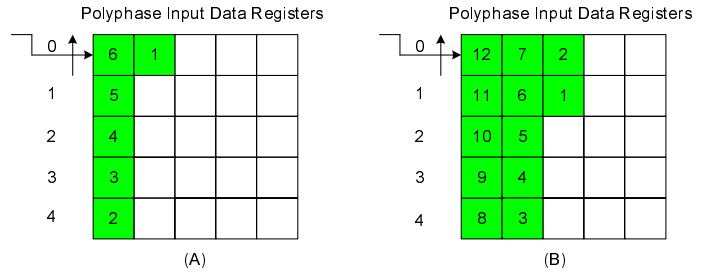 Polyphase Input Data Registers
0 6 1
1 5
2 4
3 3
4 2
(A)
Polyphase Input Data Registers
0 12 7 2
1 11 6 1
2 10 5
3 9 4
4 8 3
(B)